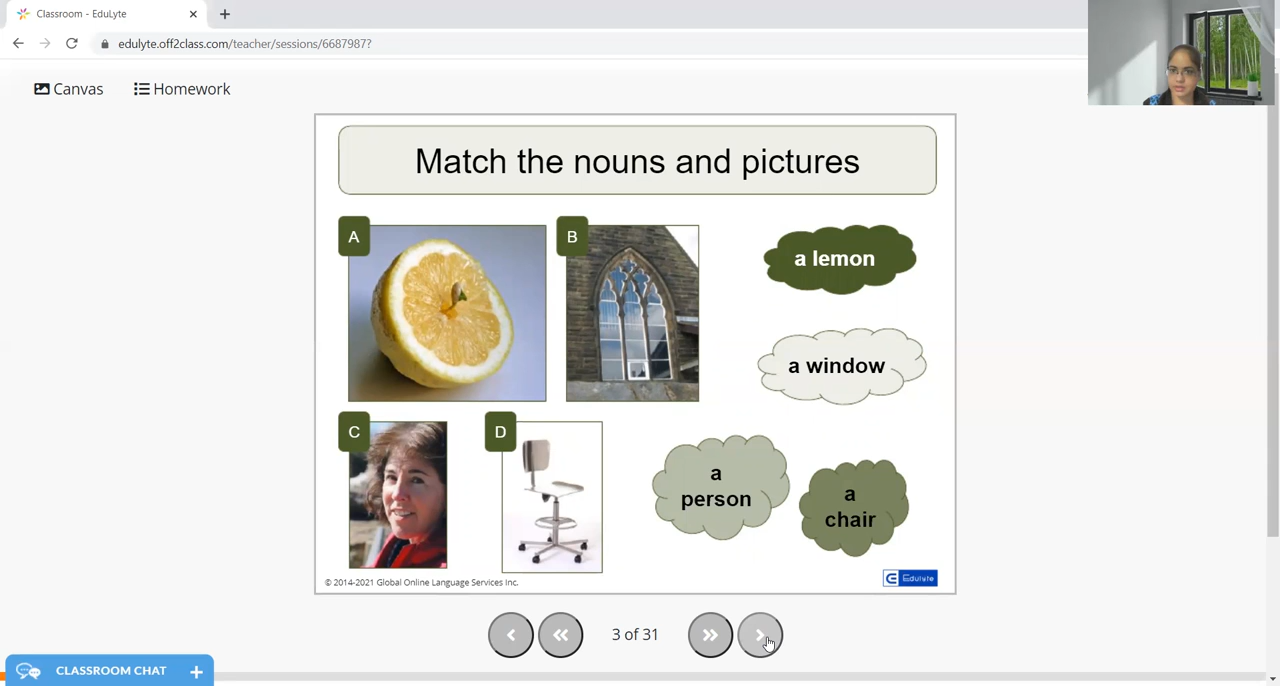 Classroom - EduLyte
edulyte.off2class.com/teacher/sessions/6687987?
Canvas
Homework
Match the nouns and pictures
A
B
a lemon
a window
C
D
a
person
a
chair
© 2014-2021 Global Online Language Services Inc.
Edulyte
3 of 31
CLASSROOM CHAT